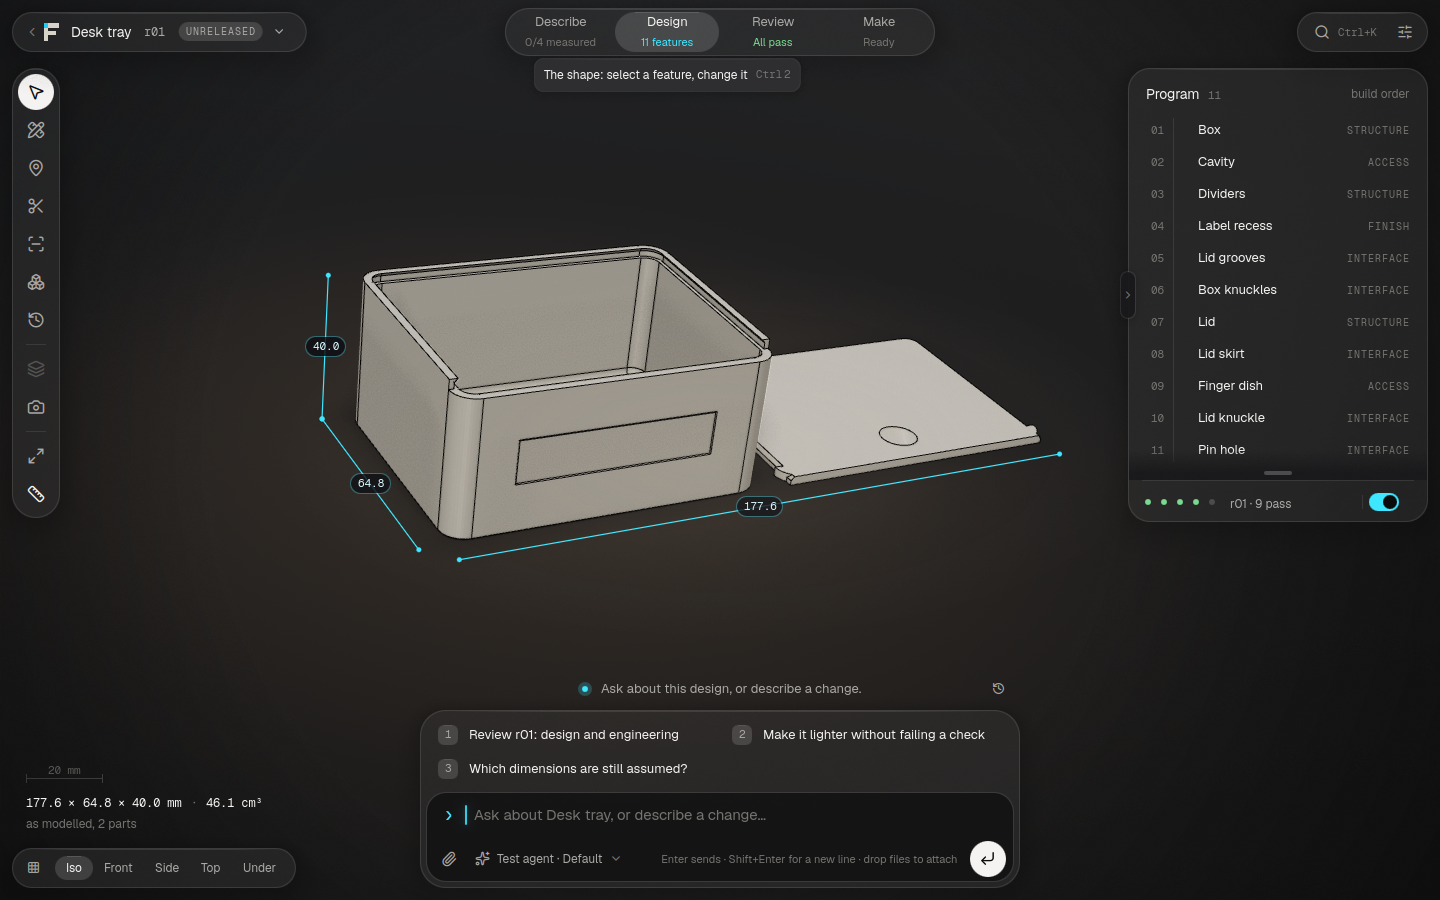 Desk tray r01 UNRELEASED
Describe
0/4 measured
Design
11 features
Review
All pass
Make
Ready
Ctrl+K
The shape: select a feature, change it Ctrl 2
Program 11 build order
01 Box STRUCTURE
02 Cavity ACCESS
03 Dividers STRUCTURE
04 Label recess FINISH
05 Lid grooves INTERFACE
06 Box knuckles INTERFACE
07 Lid STRUCTURE
08 Lid skirt INTERFACE
09 Finger dish ACCESS
10 Lid knuckle INTERFACE
11 Pin hole INTERFACE
r01 · 9 pass
40.0
64.8
177.6
Ask about this design, or describe a change.
1 Review r01: design and engineering
2 Make it lighter without failing a check
3 Which dimensions are still assumed?
Ask about Desk tray, or describe a change...
Test agent · Default
Enter sends · Shift+Enter for a new line · drop files to attach
20 mm
177.6 × 64.8 × 40.0 mm · 46.1 cm³
as modelled, 2 parts
Iso Front Side Top Under